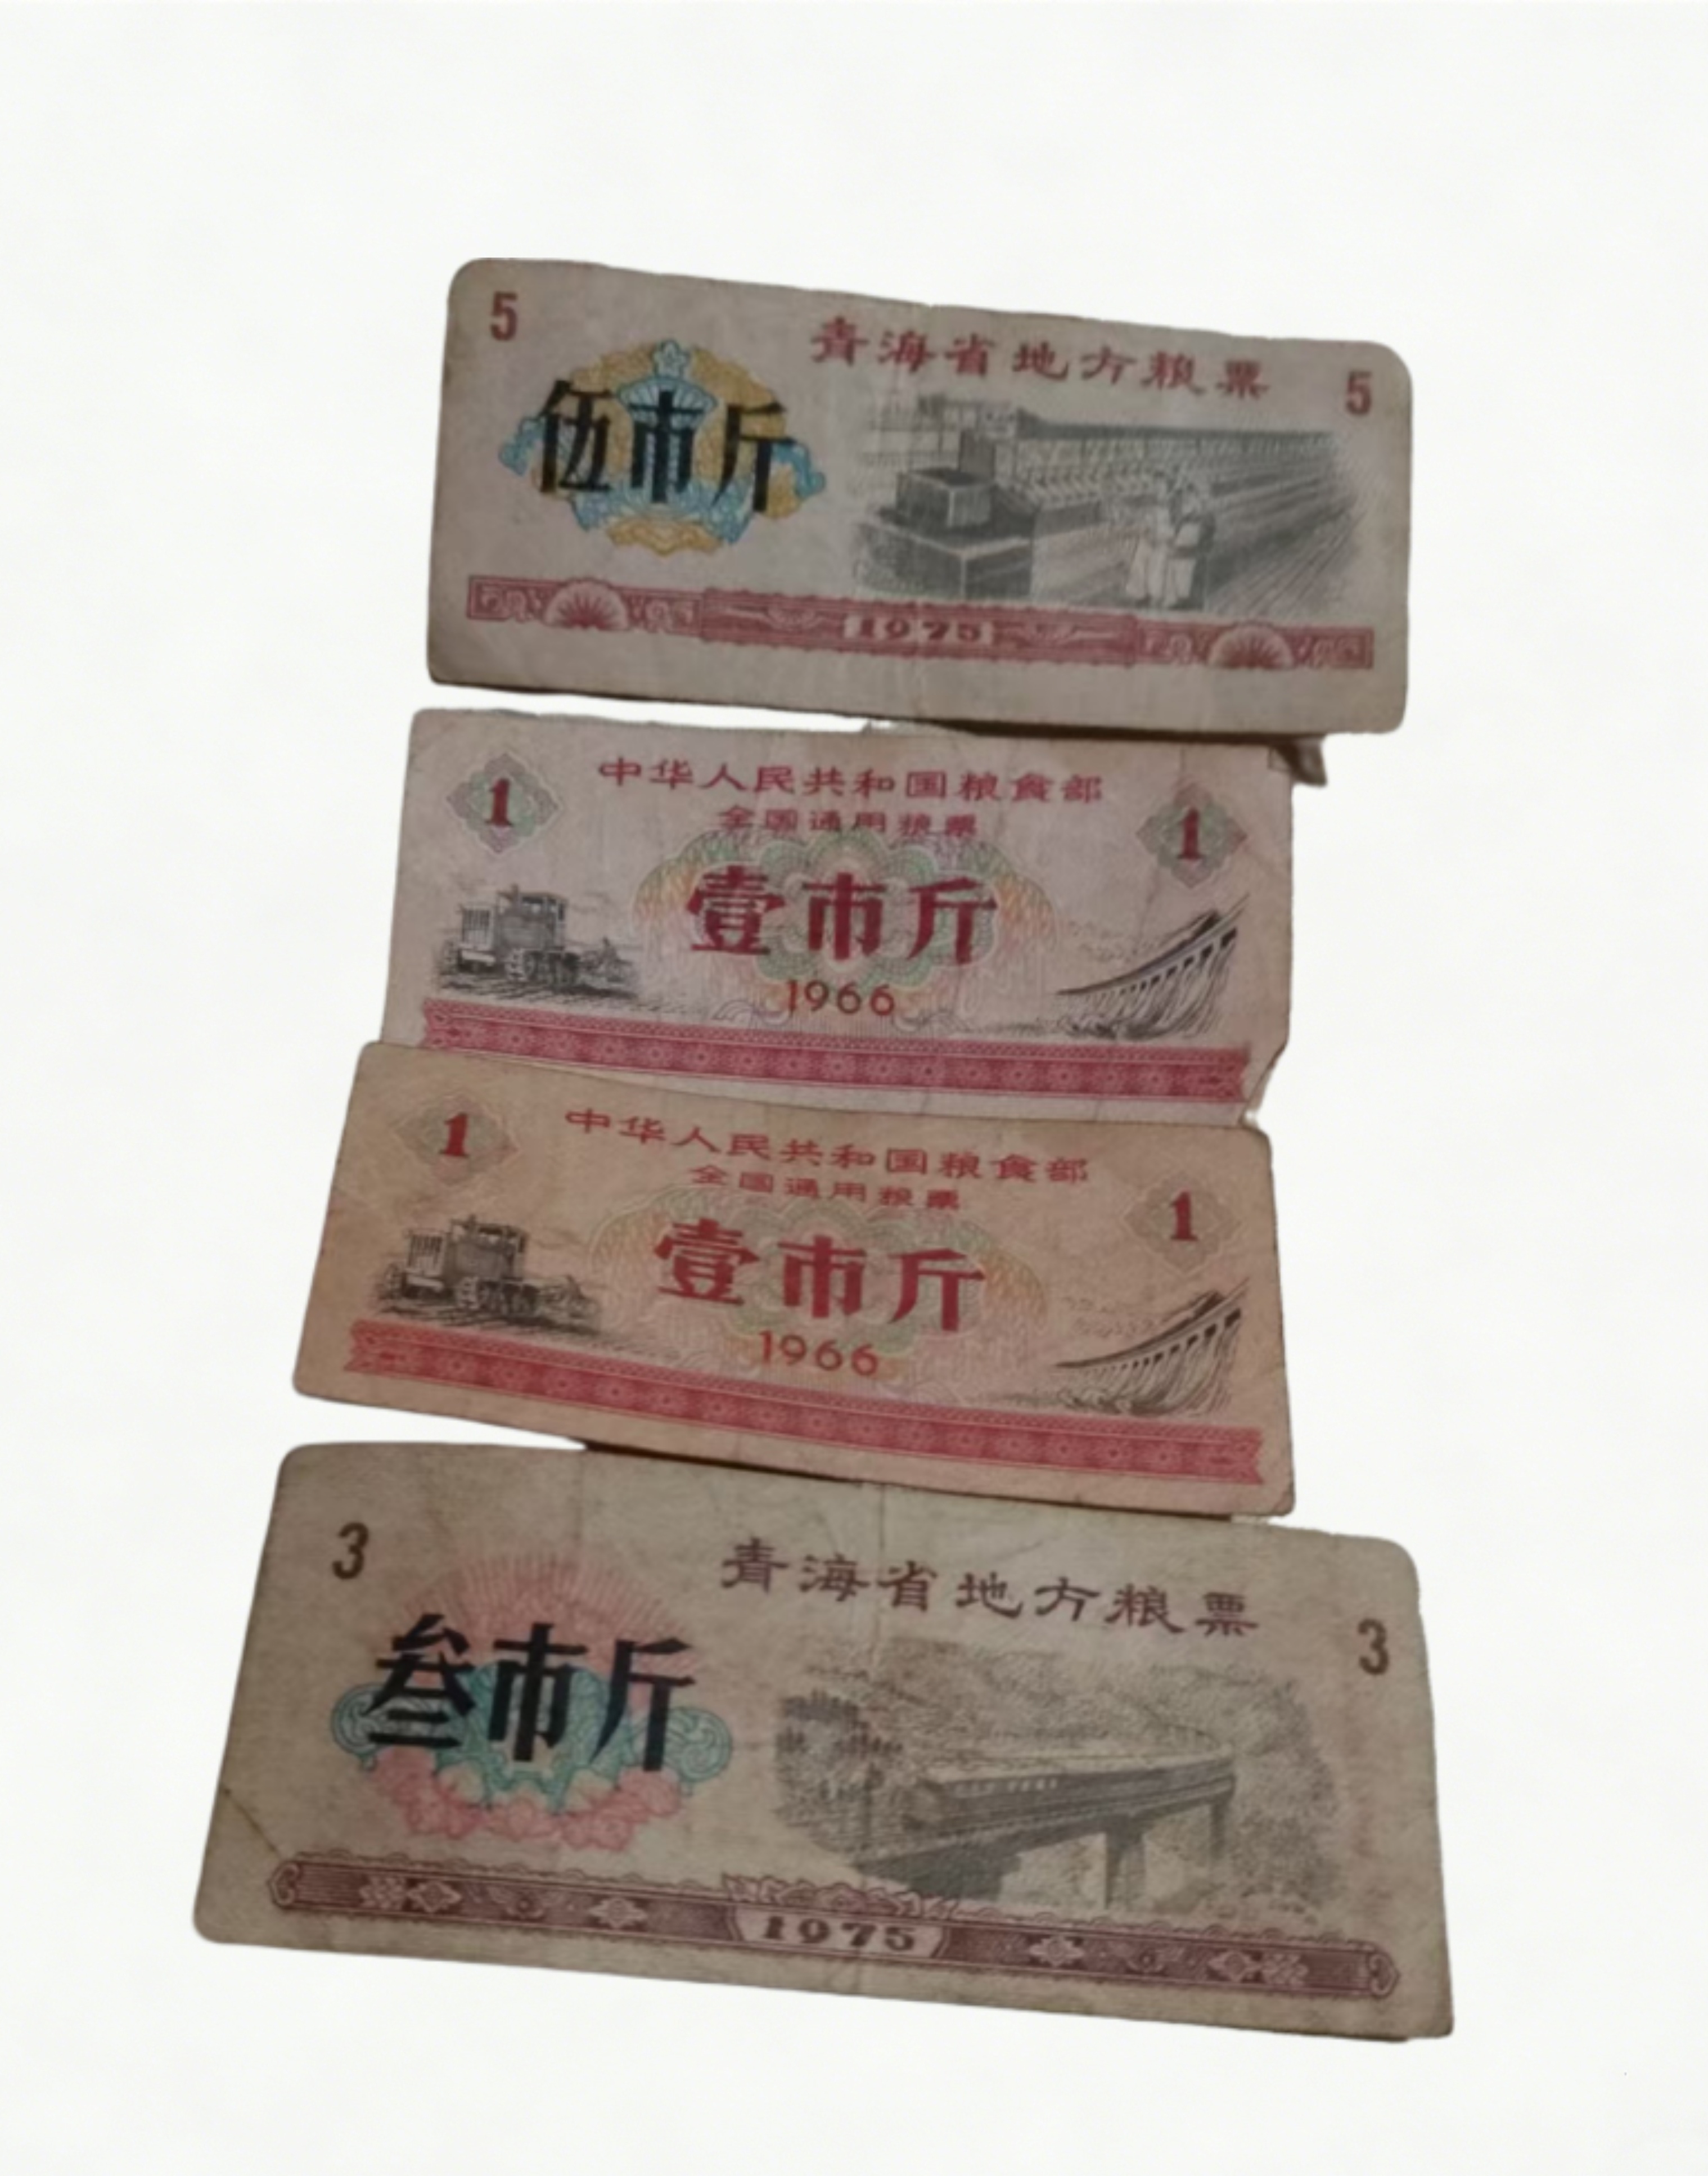 5
青海省地方粮票
5
伍市斤
1975
1
中华人民共和国粮食部
全国通用粮票
1
壹市斤
1966
1
中华人民共和国粮食部
全国通用粮票
1
壹市斤
1966
3
青海省地方粮票
3
叁市斤
1975